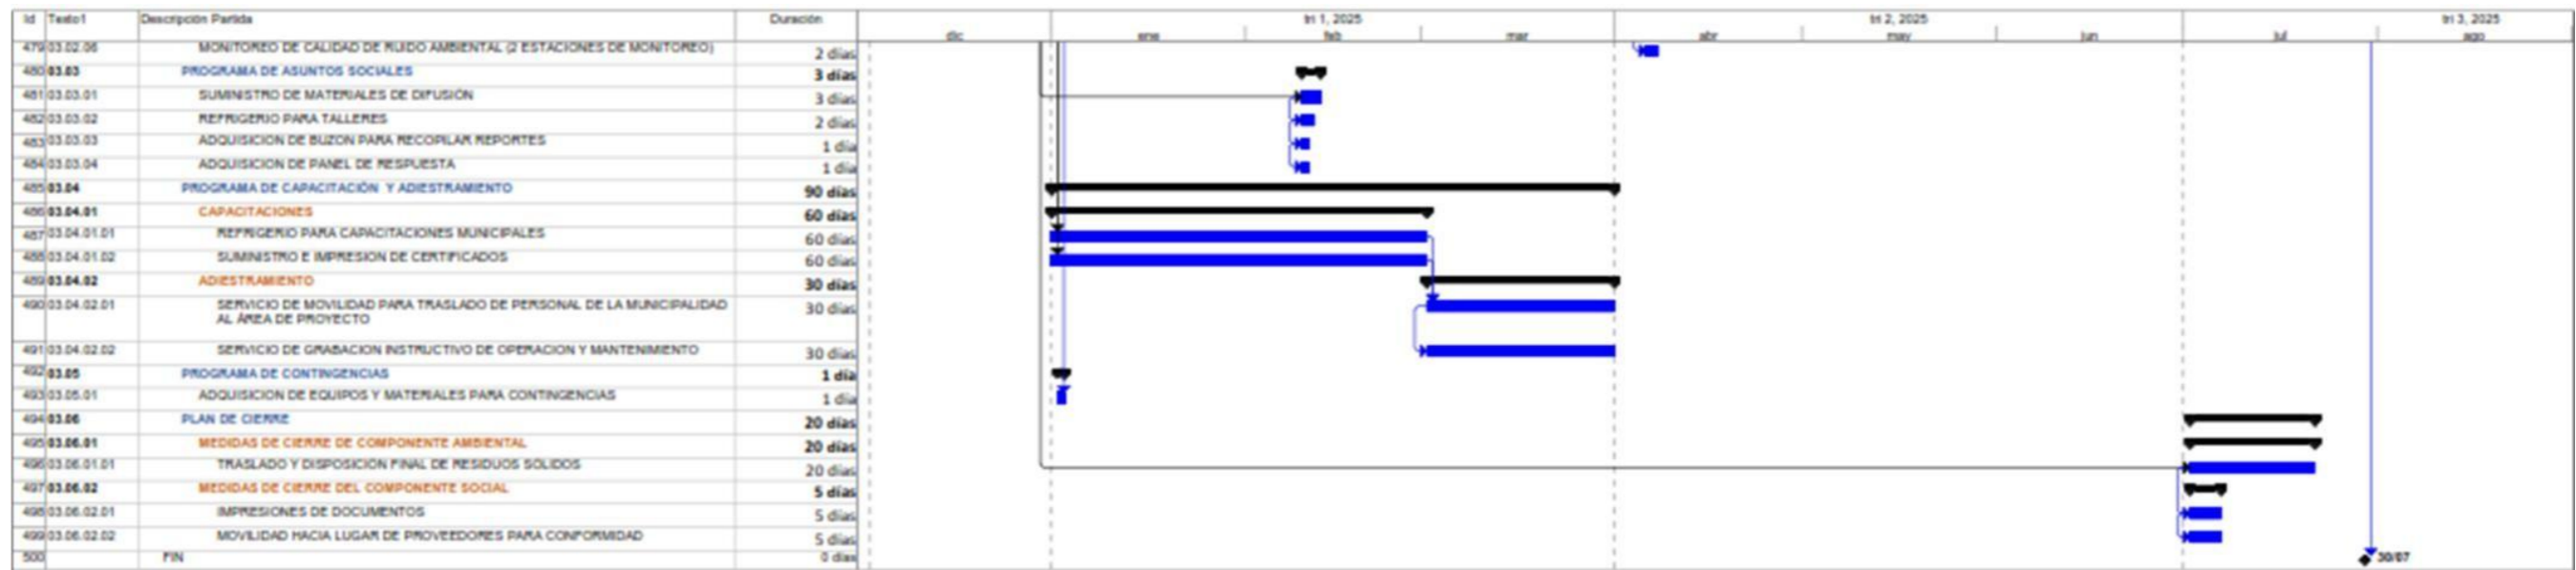 Id Texto1 Descripción Partida Duración tri 1, 2025 tri 2, 2025 tri 3, 2025
dic ene feb mar abr may jun jul ago
479 03.02.06 MONITOREO DE CALIDAD DE RUIDO AMBIENTAL (2 ESTACIONES DE MONITOREO) 2 días
480 03.03 PROGRAMA DE ASUNTOS SOCIALES 3 días
481 03.03.01 SUMINISTRO DE MATERIALES DE DIFUSIÓN 3 días
482 03.03.02 REFRIGERIO PARA TALLERES 2 días
483 03.03.03 ADQUISICION DE BUZON PARA RECOPILAR REPORTES 1 día
484 03.03.04 ADQUISICION DE PANEL DE RESPUESTA 1 día
485 03.04 PROGRAMA DE CAPACITACIÓN Y ADIESTRAMIENTO 90 días
486 03.04.01 CAPACITACIONES 60 días
487 03.04.01.01 REFRIGERIO PARA CAPACITACIONES MUNICIPALES 60 días
488 03.04.01.02 SUMINISTRO E IMPRESION DE CERTIFICADOS 60 días
489 03.04.02 ADIESTRAMIENTO 30 días
490 03.04.02.01 SERVICIO DE MOVILIDAD PARA TRASLADO DE PERSONAL DE LA MUNICIPALIDAD 30 días
AL ÁREA DE PROYECTO
491 03.04.02.02 SERVICIO DE GRABACION INSTRUCTIVO DE OPERACION Y MANTENIMIENTO 30 días
492 03.05 PROGRAMA DE CONTINGENCIAS 1 día
493 03.05.01 ADQUISICION DE EQUIPOS Y MATERIALES PARA CONTINGENCIAS 1 día
494 03.06 PLAN DE CIERRE 20 días
495 03.06.01 MEDIDAS DE CIERRE DE COMPONENTE AMBIENTAL 20 días
496 03.06.01.01 TRASLADO Y DISPOSICION FINAL DE RESIDUOS SOLIDOS 20 días
497 03.06.02 MEDIDAS DE CIERRE DEL COMPONENTE SOCIAL 5 días
498 03.06.02.01 IMPRESIONES DE DOCUMENTOS 5 días
499 03.06.02.02 MOVILIDAD HACIA LUGAR DE PROVEEDORES PARA CONFORMIDAD 5 días
500 FIN 0 días 30/07